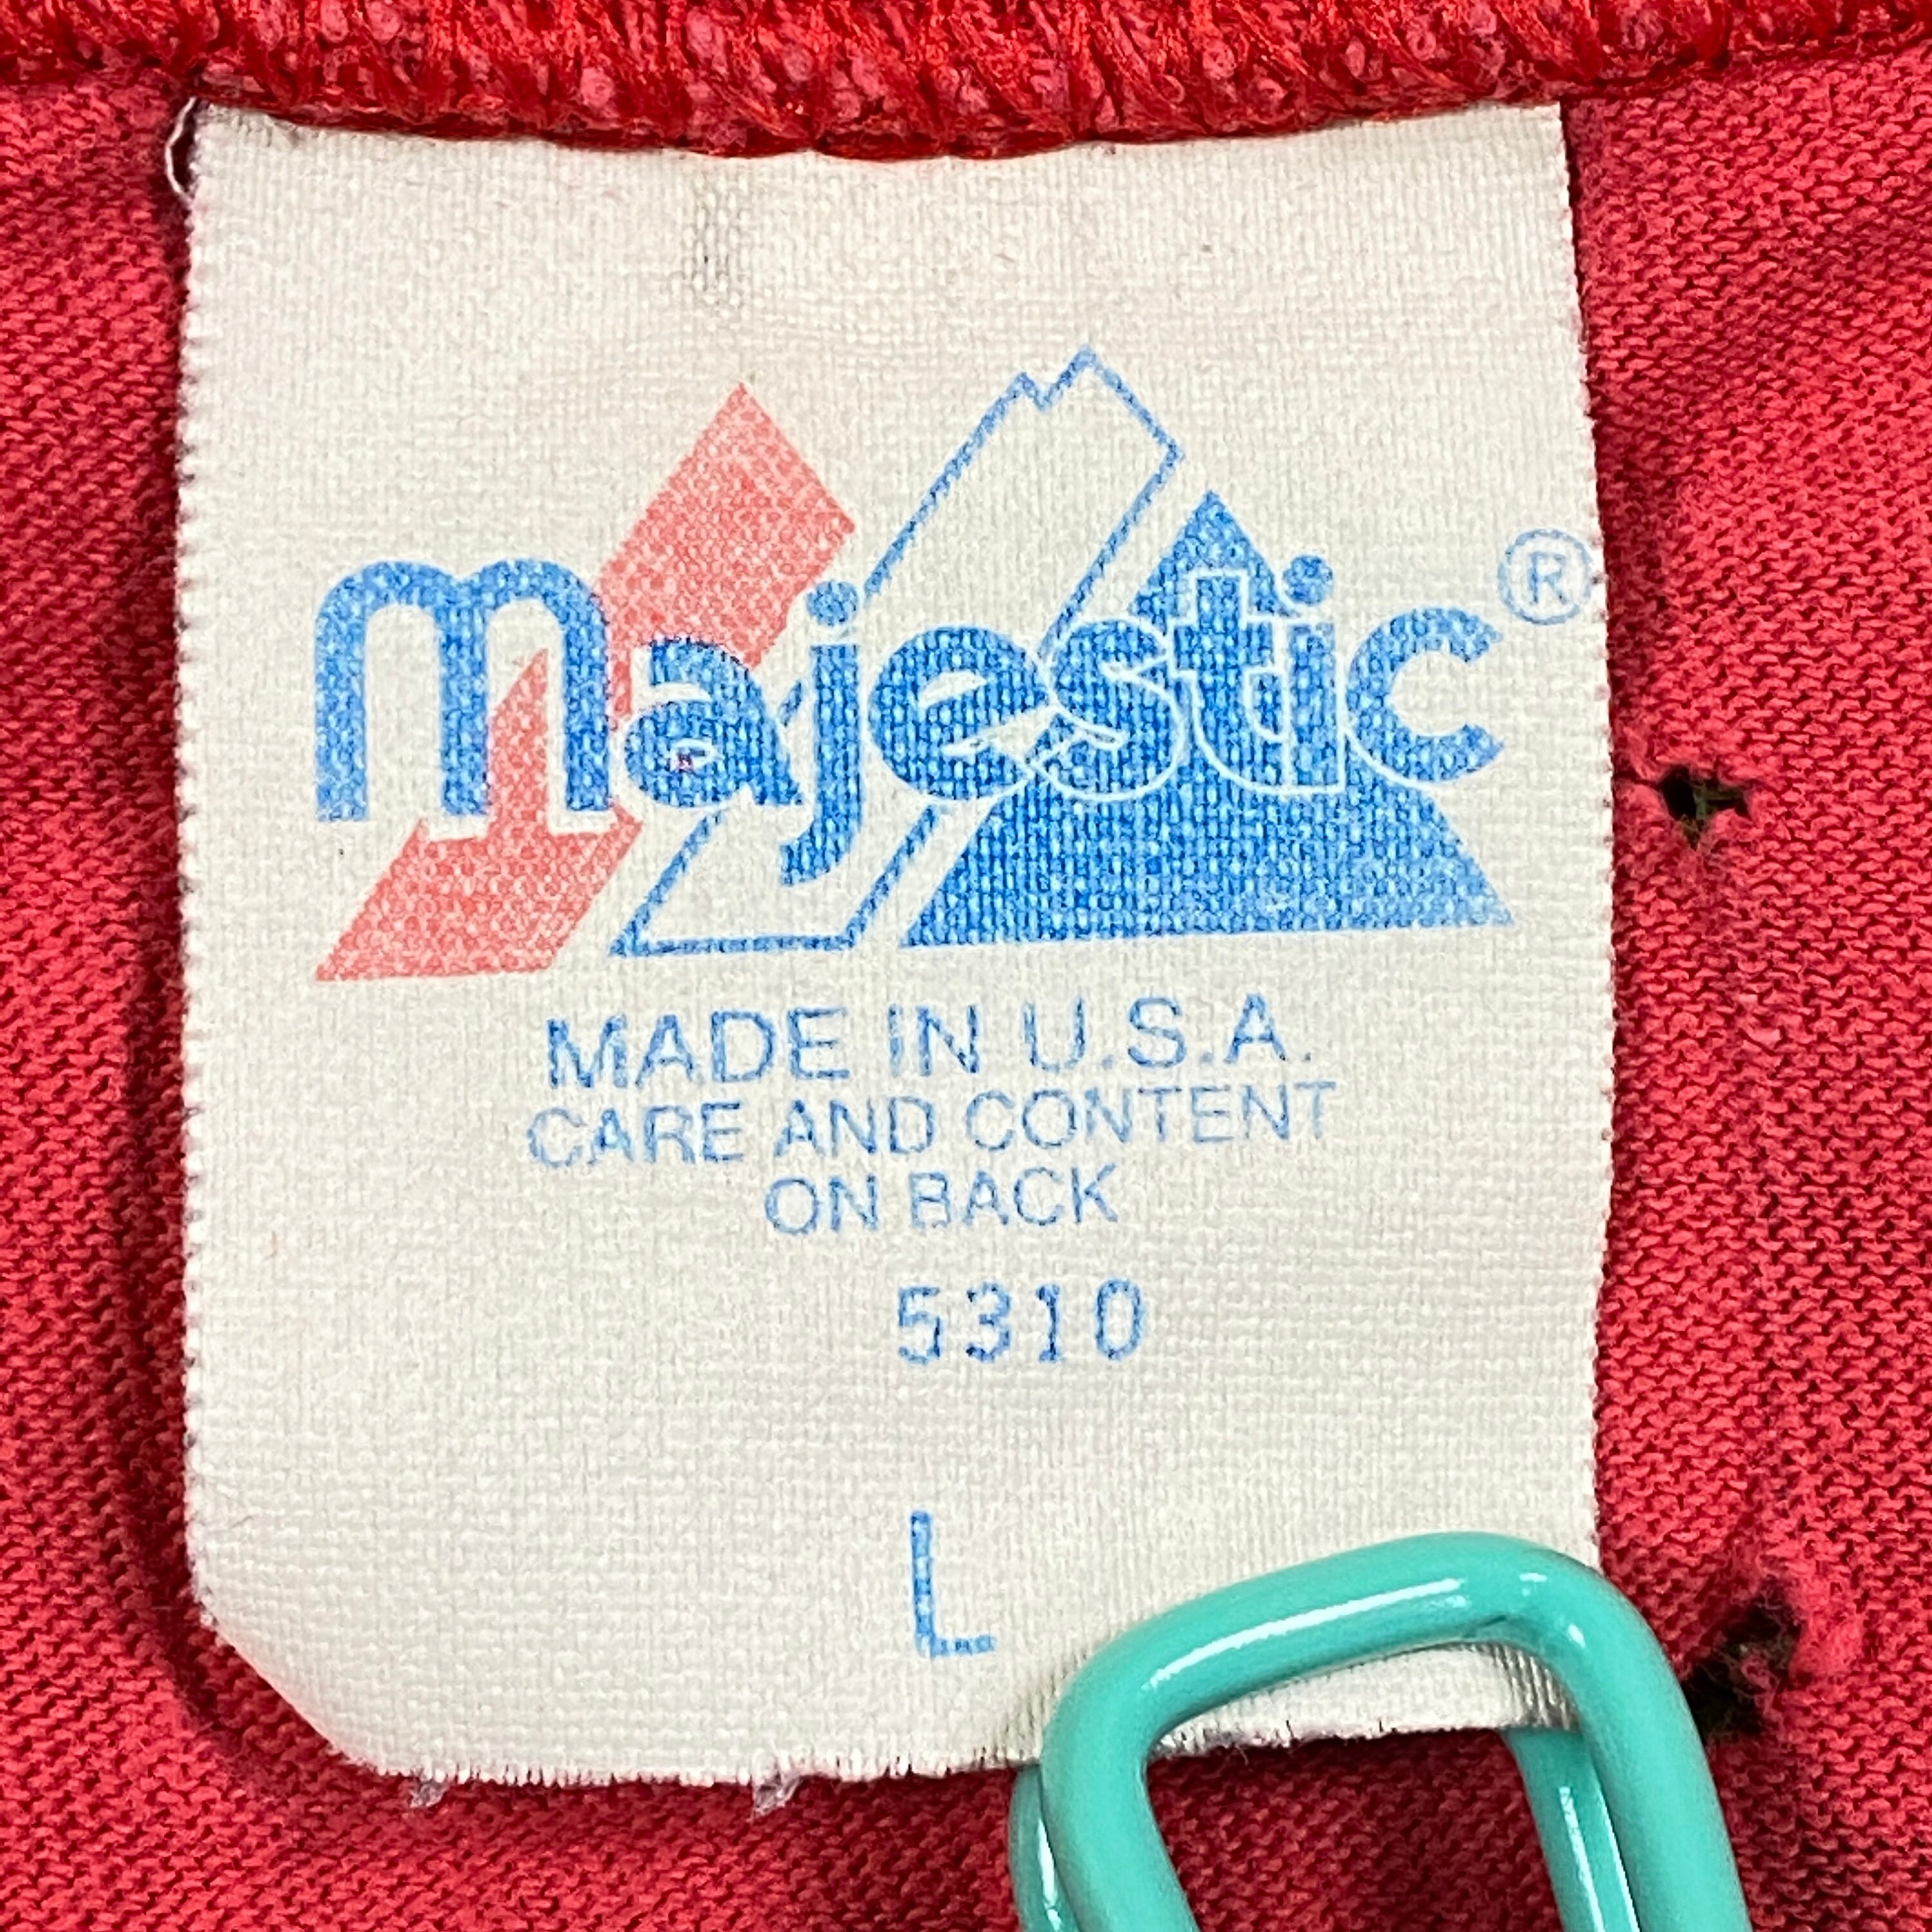 majestic®
MADE IN U.S.A.
CARE AND CONTENT
ON BACK
5310
L